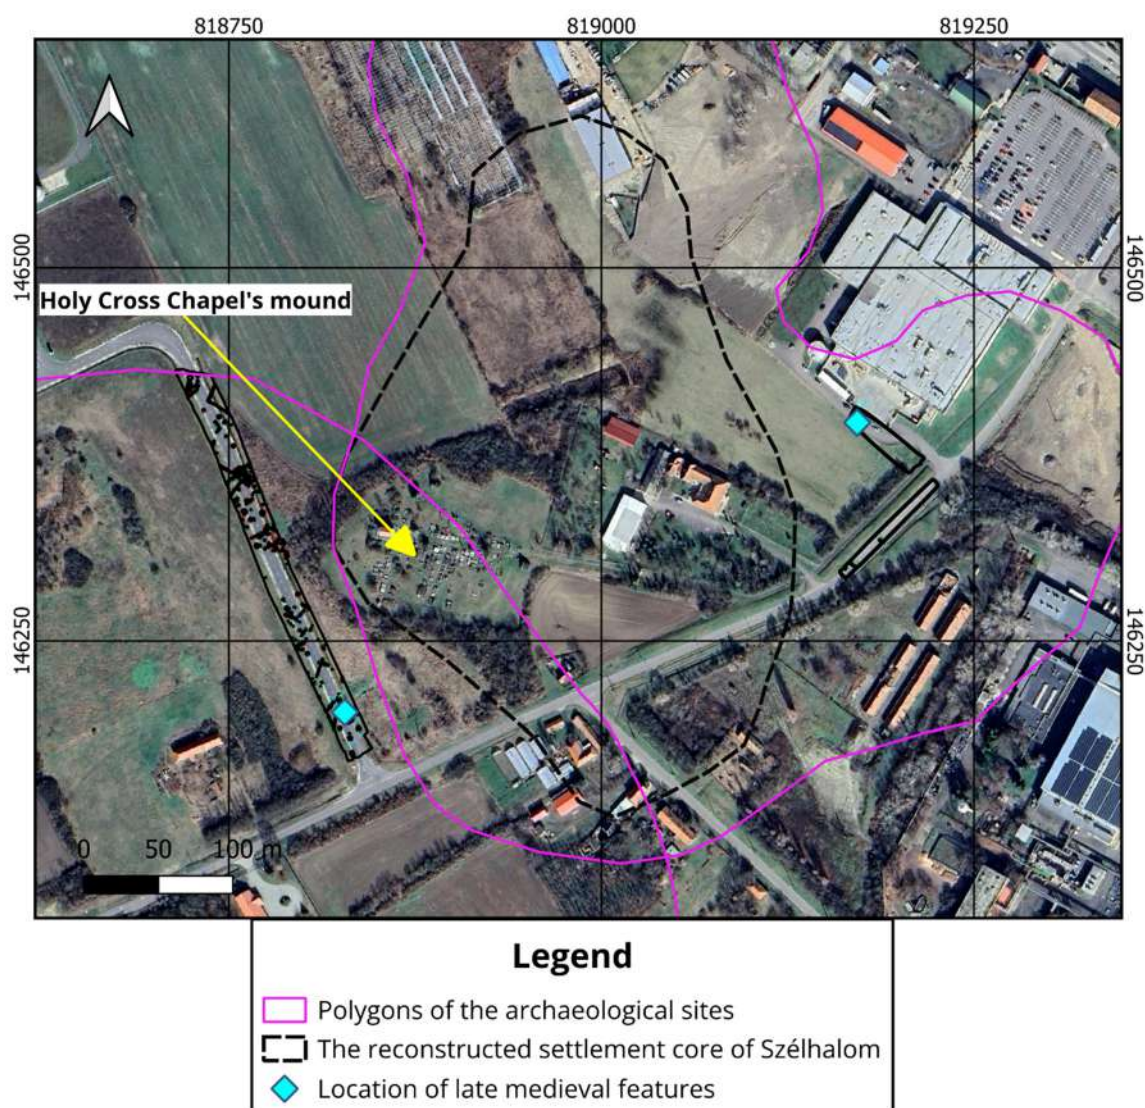 818750 819000 819250
146500 146500
Holy Cross Chapel's mound
146250 146250
0 50 100 m
Legend
Polygons of the archaeological sites
The reconstructed settlement core of Szélhalom
Location of late medieval features